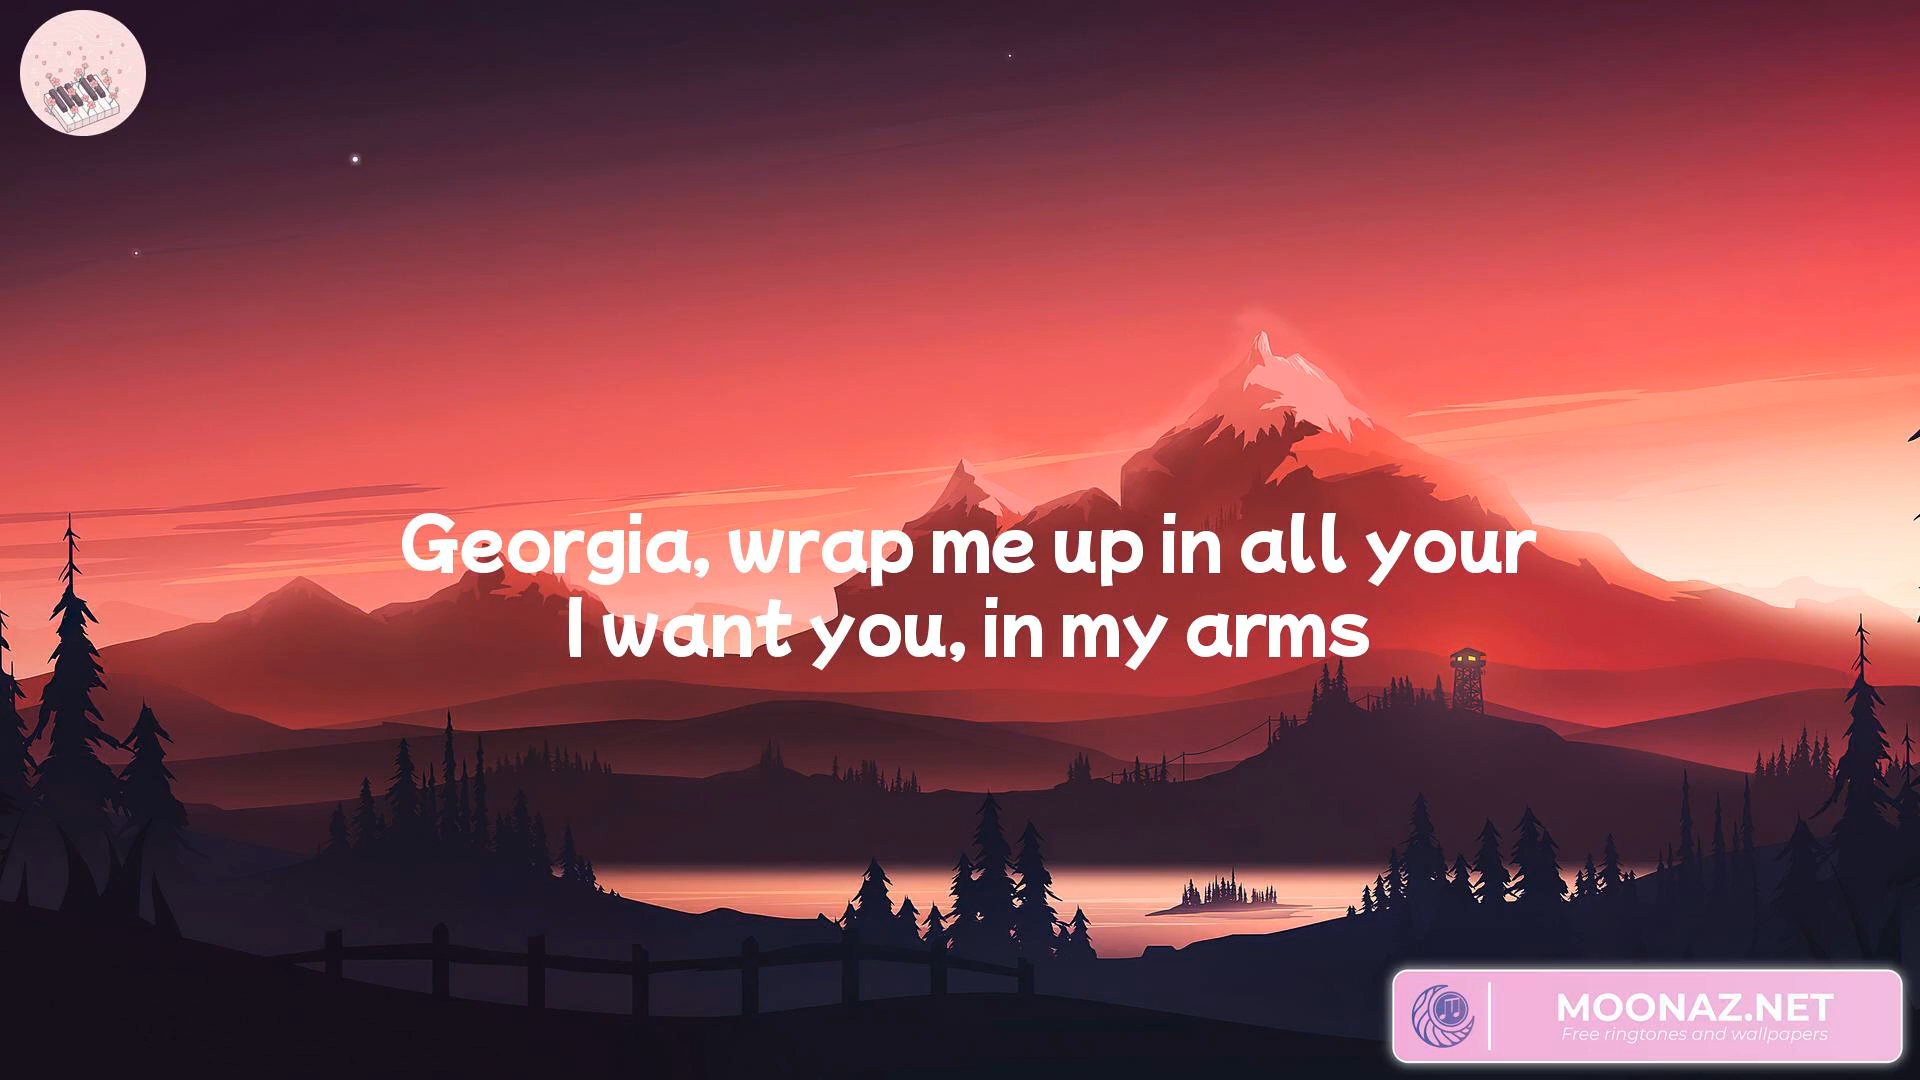 Georgia, wrap me up in all your
I want you, in my arms
MOONAZ.NET
Free ringtones and wallpapers